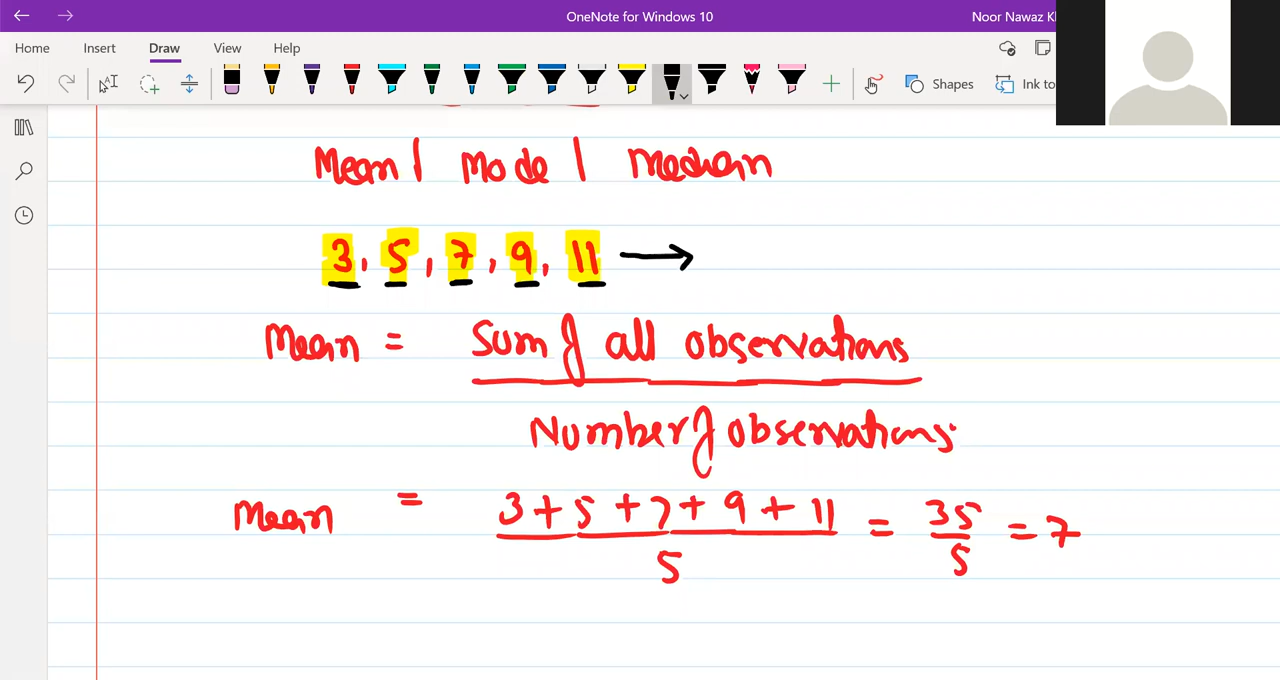 OneNote for Windows 10
Noor Nawaz Kh
Home Insert Draw View Help
Shapes Ink to
Mean | Mode | Median
3, 5, 7, 9, 11 →
Mean = Sum of all observations
Number of observations
Mean = 3 + 5 + 7 + 9 + 11 = 35 = 7
5 5